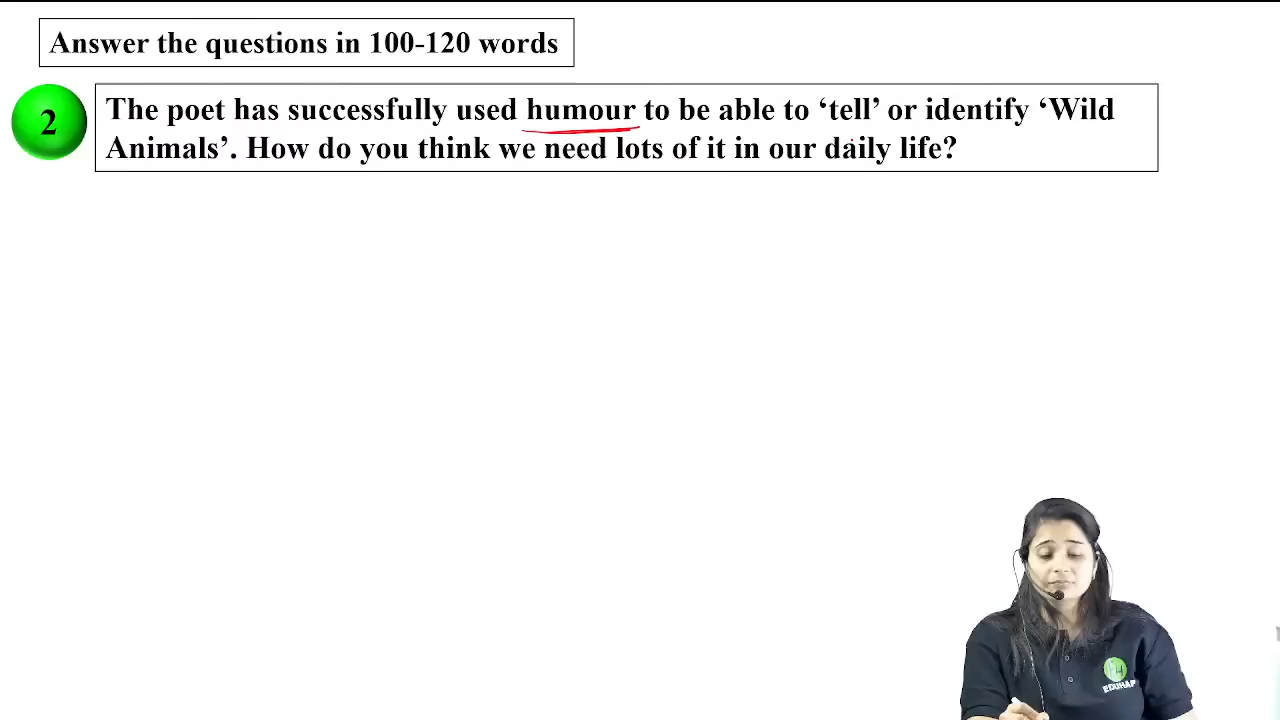 Answer the questions in 100-120 words
2
The poet has successfully used humour to be able to ‘tell’ or identify ‘Wild
Animals’. How do you think we need lots of it in our daily life?
EDUHAP